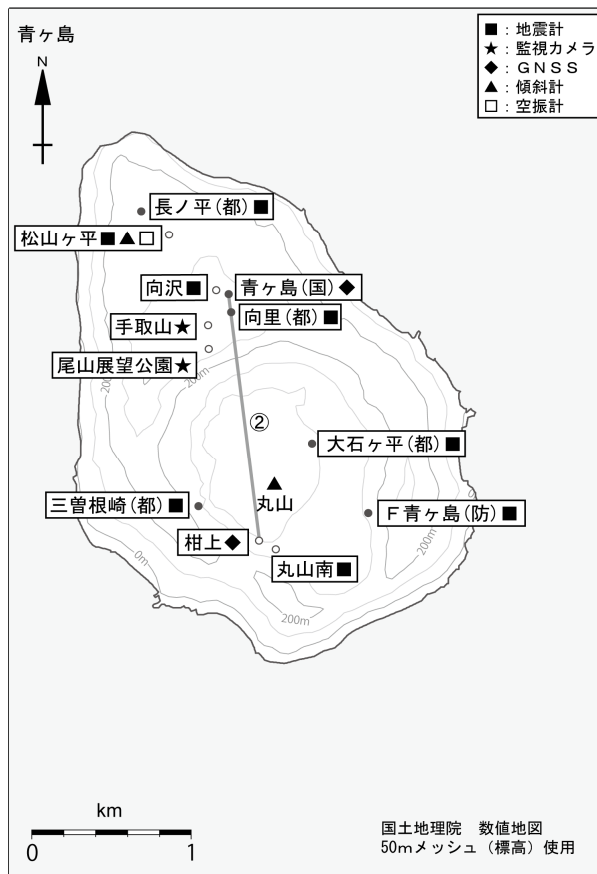 青ヶ島
N
■：地震計
★：監視カメラ
◆：ＧＮＳＳ
▲：傾斜計
□：空振計
長ノ平(都)■
松山ヶ平■▲□
向沢■
青ヶ島(国)◆
向里(都)■
手取山★
尾山展望公園★
200m
200m
②
大石ヶ平(都)■
丸山
三曽根崎(都)■
Ｆ青ヶ島(防)■
柑上◆
丸山南■
0m
0m
200m
200m
km
0 1
国土地理院　数値地図
50mメッシュ（標高）使用